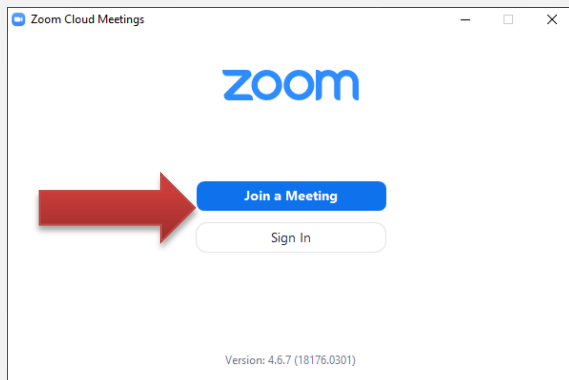 Zoom Cloud Meetings
zoom
Join a Meeting
Sign In
Version: 4.6.7 (18176.0301)